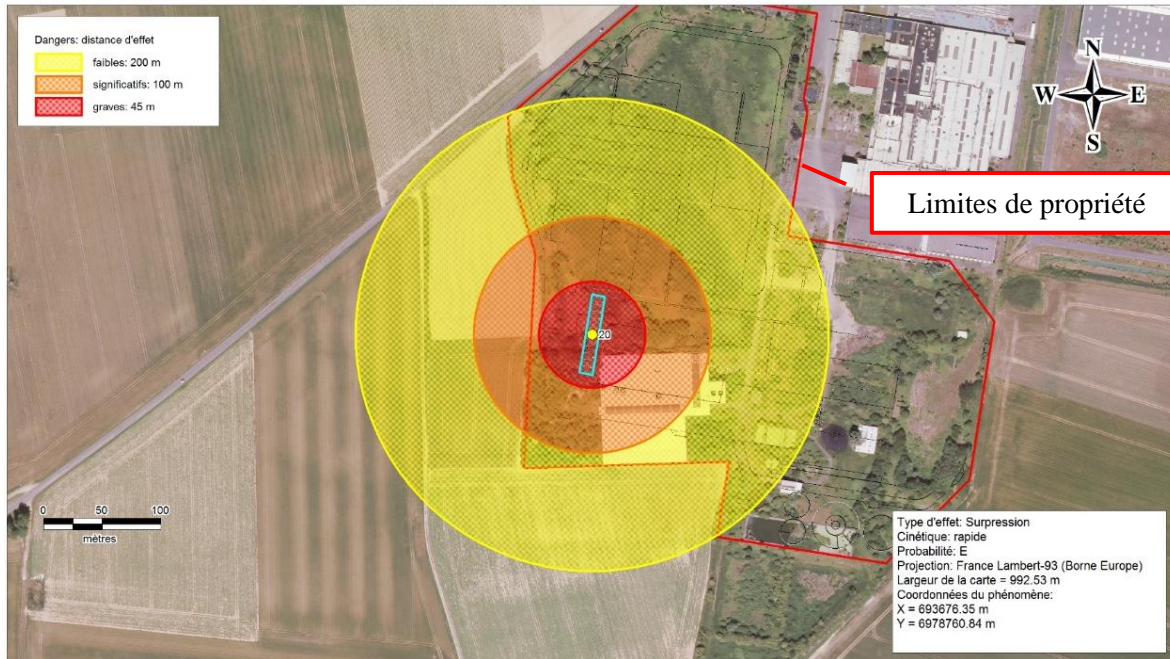 Dangers: distance d'effet
faibles: 200 m
significatifs: 100 m
graves: 45 m
N
W E
S
Limites de propriété
20
0 50 100
mètres
Type d'effet: Surpression
Cinétique: rapide
Probabilité: E
Projection: France Lambert-93 (Borne Europe)
Largeur de la carte = 992.53 m
Coordonnées du phénomène:
X = 693676.35 m
Y = 6978760.84 m